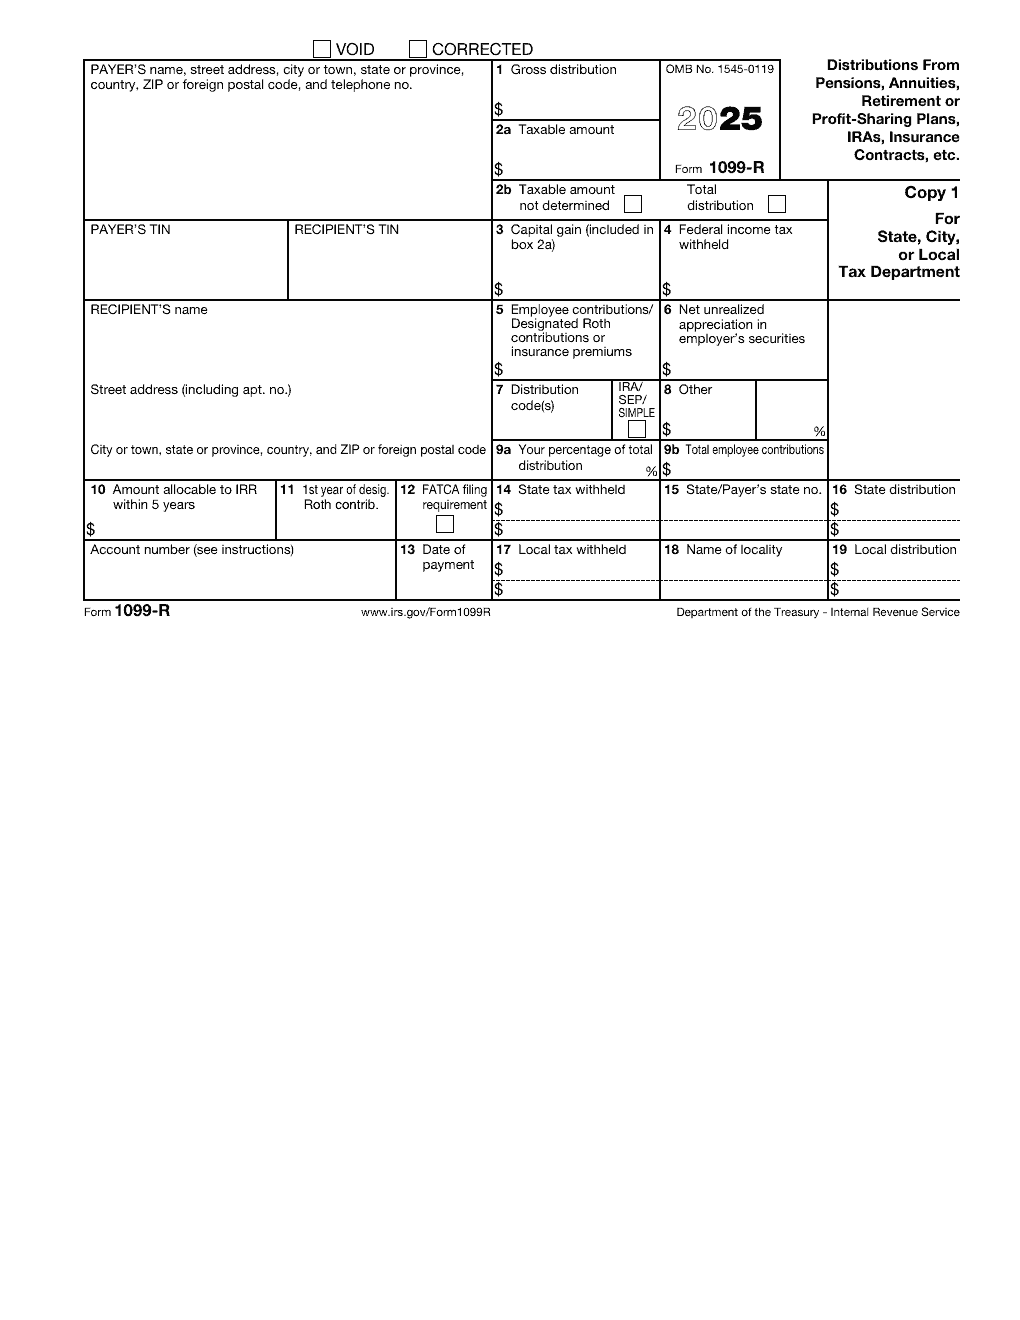 VOID CORRECTED
PAYER'S name, street address, city or town, state or province,
country, ZIP or foreign postal code, and telephone no.
1 Gross distribution
$
2a Taxable amount
$
OMB No. 1545-0119
2025
Form 1099-R
Distributions From
Pensions, Annuities,
Retirement or
Profit-Sharing Plans,
IRAs, Insurance
Contracts, etc.
2b Taxable amount
not determined
Total
distribution
Copy 1
For
State, City,
or Local
Tax Department
PAYER'S TIN
RECIPIENT'S TIN
3 Capital gain (included in
box 2a)
$
4 Federal income tax
withheld
$
RECIPIENT'S name
5 Employee contributions/
Designated Roth
contributions or
insurance premiums
$
6 Net unrealized
appreciation in
employer's securities
$
Street address (including apt. no.)
7 Distribution
code(s)
IRA/
SEP/
SIMPLE
8 Other
$
%
City or town, state or province, country, and ZIP or foreign postal code
9a Your percentage of total
distribution %
9b Total employee contributions
$
10 Amount allocable to IRR
within 5 years
$
11 1st year of desig.
Roth contrib.
12 FATCA filing
requirement
14 State tax withheld
$
$
15 State/Payer's state no.
16 State distribution
$
$
Account number (see instructions)
13 Date of
payment
17 Local tax withheld
$
$
18 Name of locality
19 Local distribution
$
$
Form 1099-R
www.irs.gov/Form1099R
Department of the Treasury - Internal Revenue Service